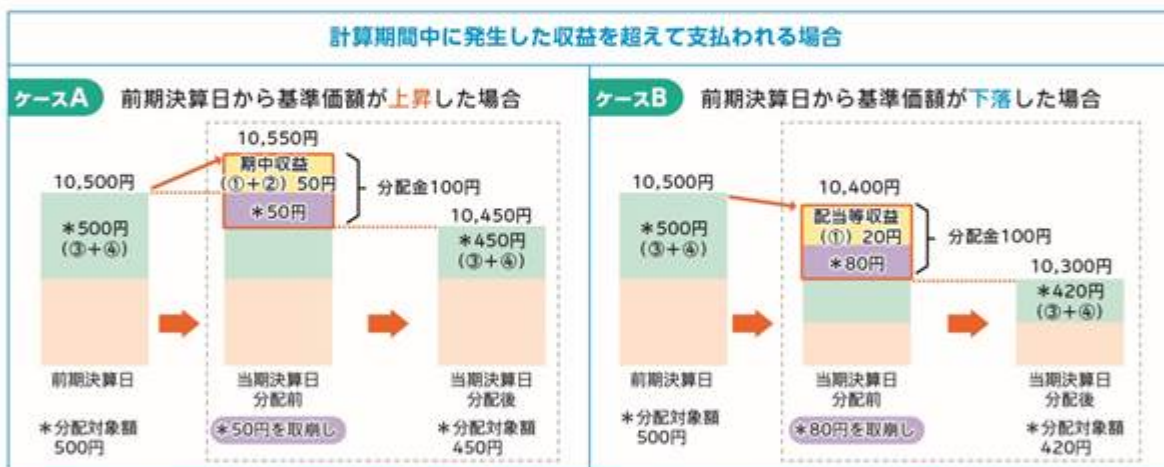 計算期間中に発生した収益を超えて支払われる場合
ケースA 前期決算日から基準価額が上昇した場合
10,550円
期中収益
(①+②) 50円
*50円
分配金100円
10,500円
*500円
(③+④)
10,450円
*450円
(③+④)
前期決算日
当期決算日
分配前
当期決算日
分配後
*分配対象額
500円
*50円を取崩し
*分配対象額
450円
ケースB 前期決算日から基準価額が下落した場合
10,500円
*500円
(③+④)
10,400円
配当等収益
(①) 20円
*80円
分配金100円
10,300円
*420円
(③+④)
前期決算日
当期決算日
分配前
当期決算日
分配後
*分配対象額
500円
*80円を取崩し
*分配対象額
420円